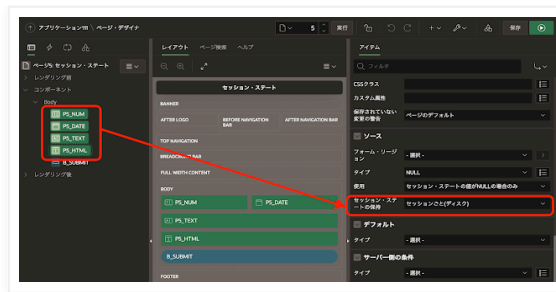 アプリケーション111 \ ページ・デザイナ
5
実行
保存
ページ5: セッション・ステート
レンダリング前
コンポーネント
Body
P5_NUM
P5_DATE
P5_TEXT
P5_HTML
B_SUBMIT
レンダリング後
レイアウト
ページ検索
ヘルプ
セッション・ステート
BANNER
AFTER LOGO
BEFORE NAVIGATION BAR
AFTER NAVIGATION BAR
TOP NAVIGATION
BREADCRUMB BAR
FULL WIDTH CONTENT
BODY
P5_NUM
P5_DATE
P5_TEXT
P5_HTML
B_SUBMIT
FOOTER
アイテム
フィルタ
CSSクラス
カスタム属性
保存されていない
変更の警告
ページのデフォルト
ソース
フォーム・リージ
ョン
- 選択 -
タイプ
NULL
使用
セッション・ステートの値がNULLの場合のみ
セッション・ステ
ートの保持
セッションごと(ディスク)
デフォルト
タイプ
- 選択 -
サーバー側の条件
タイプ
- 選択 -